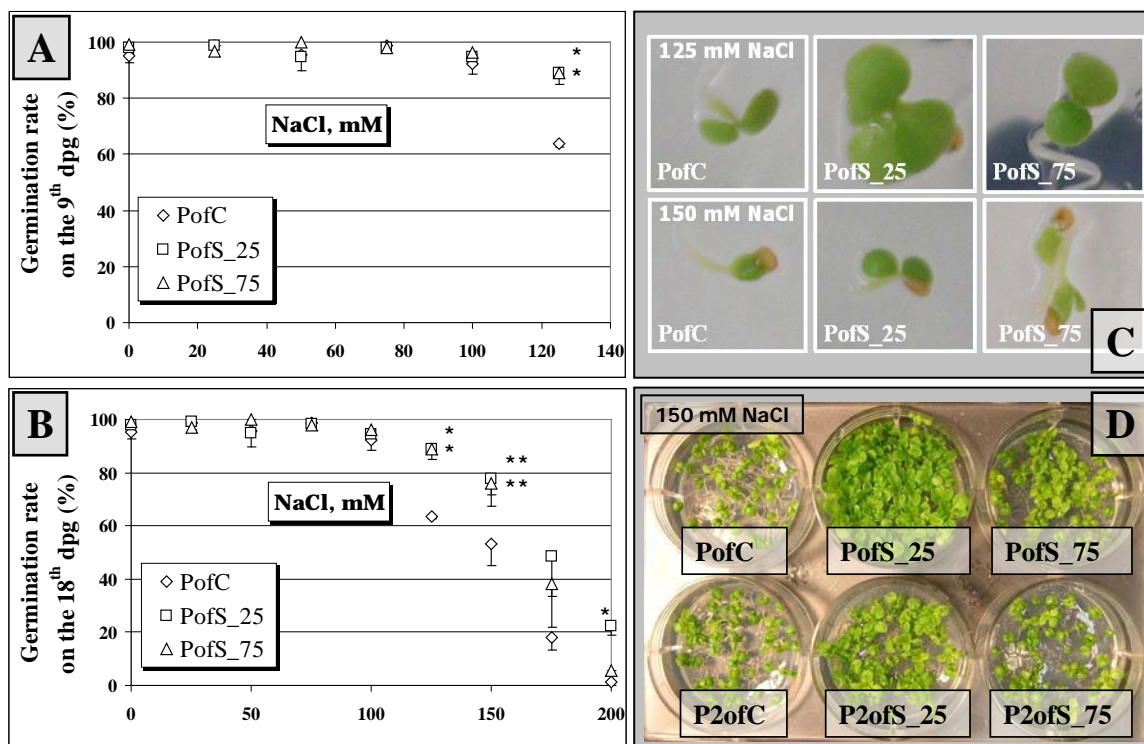 A
Germination rate
on the 9th dpg (%)
100
80
60
40
20
0
NaCl, mM
PofC
PofS_25
PofS_75
*
*
0 20 40 60 80 100 120 140
B
Germination rate
on the 18th dpg (%)
100
80
60
40
20
0
NaCl, mM
PofC
PofS_25
PofS_75
*
*
**
**
*
0 50 100 150 200
C
125 mM NaCl
PofC PofS_25 PofS_75
150 mM NaCl
PofC PofS_25 PofS_75
D
150 mM NaCl
PofC PofS_25 PofS_75
P2ofC P2ofS_25 P2ofS_75